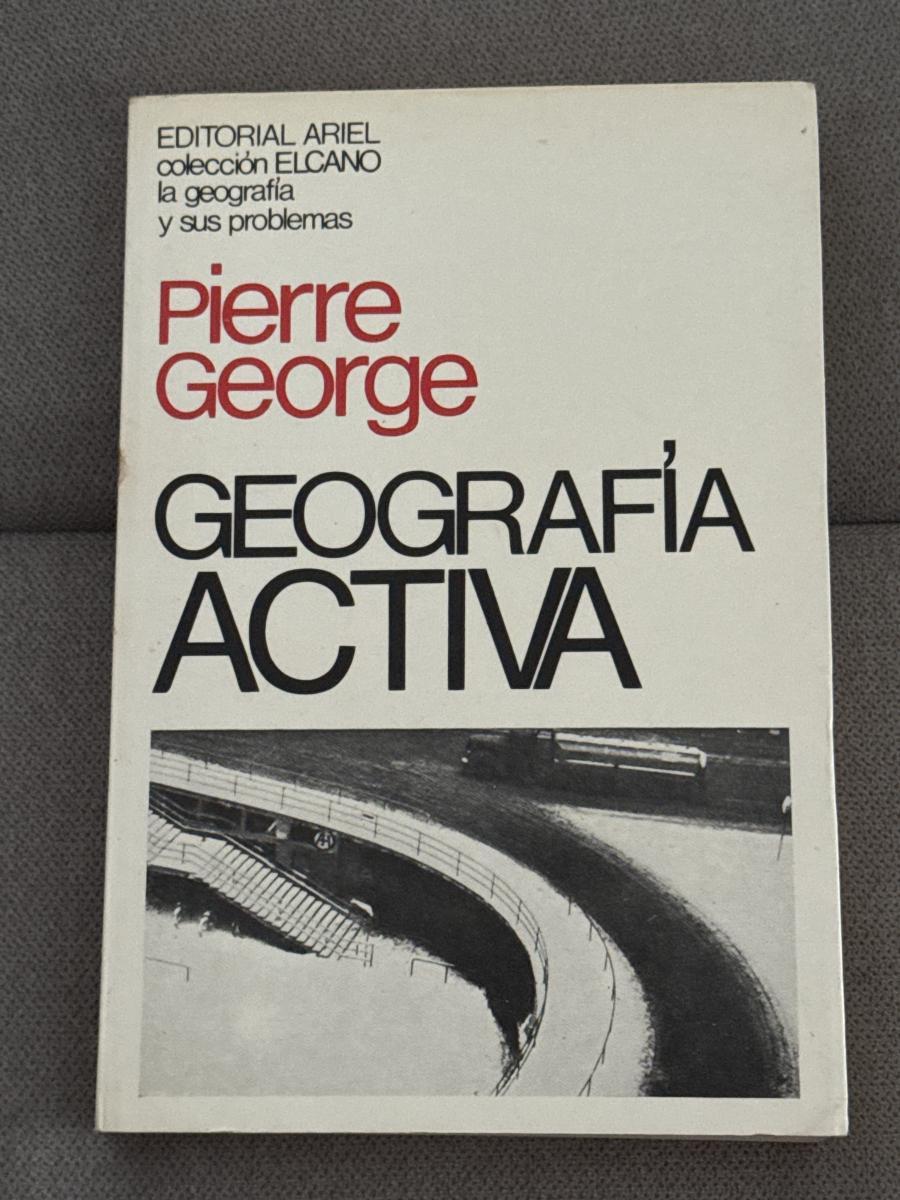 EDITORIAL ARIEL
colección ELCANO
la geografía
y sus problemas
Pierre
George
GEOGRAFÍA
ACTIVA